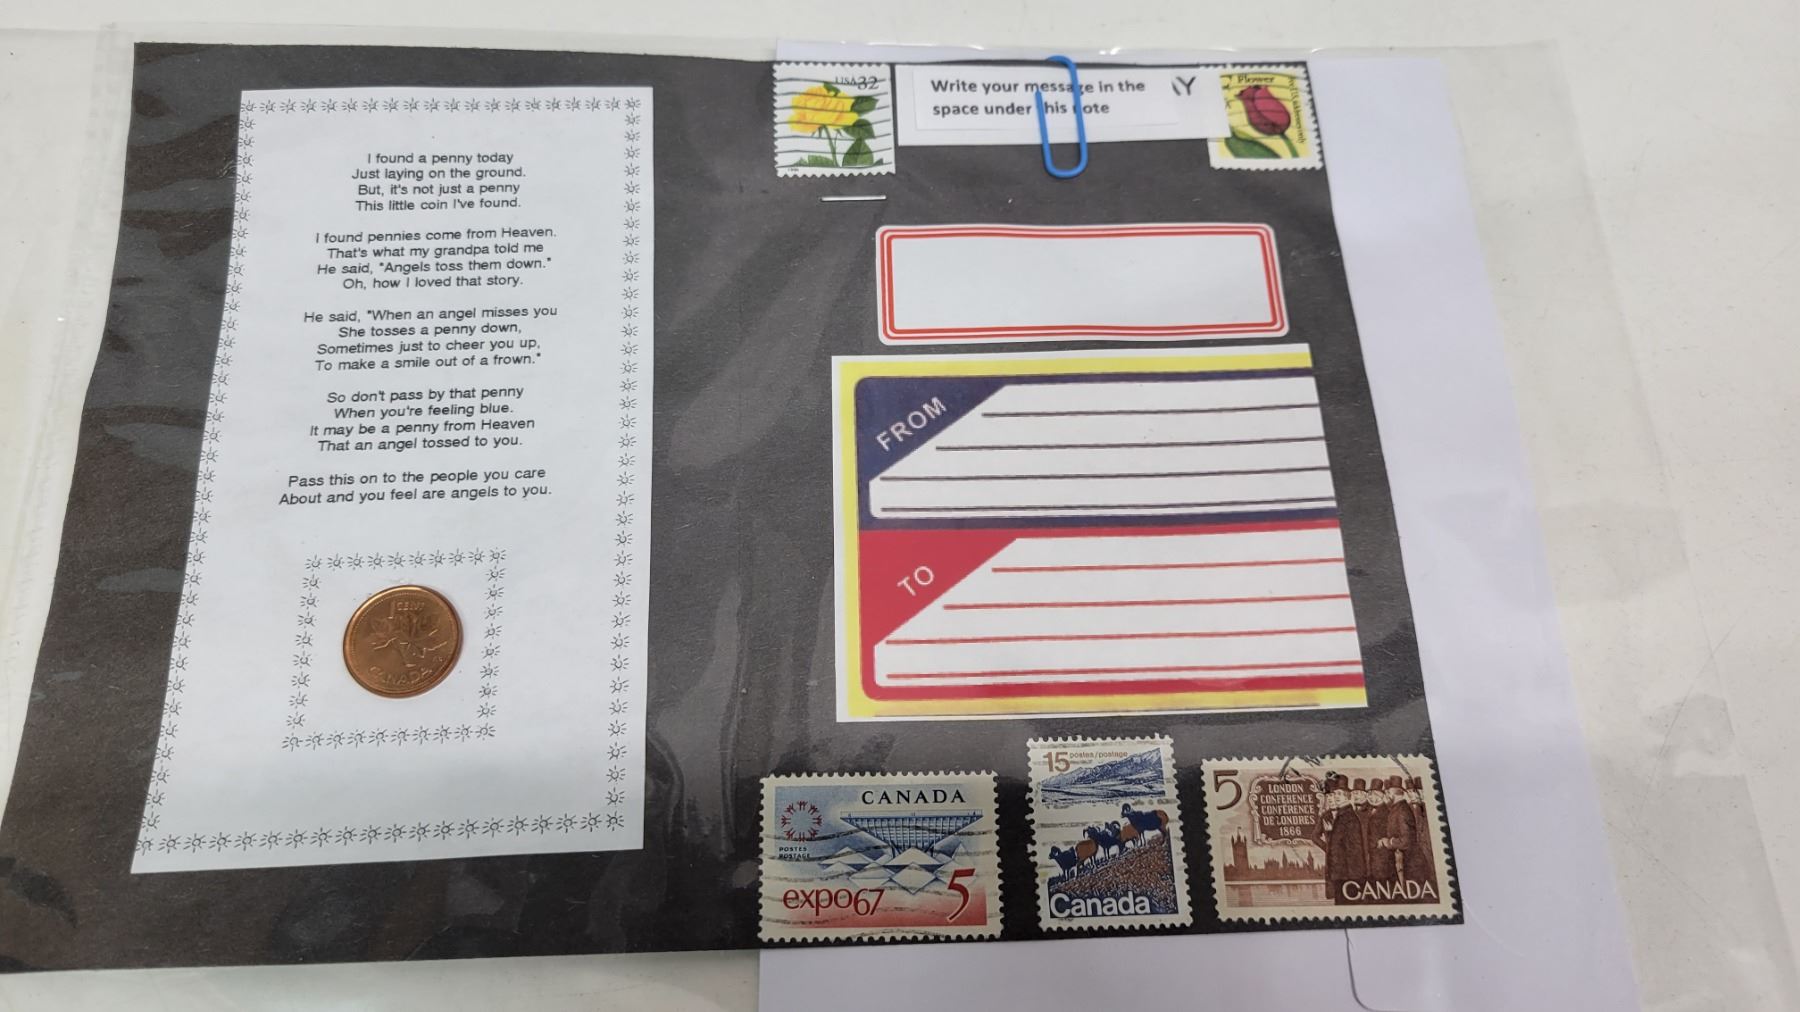 I found a penny today
Just laying on the ground.
But, it's not just a penny
This little coin I've found.
I found pennies come from Heaven.
That's what my grandpa told me
He said, "Angels toss them down."
Oh, how I loved that story.
He said, "When an angel misses you
She tosses a penny down,
Sometimes just to cheer you up,
To make a smile out of a frown."
So don't pass by that penny
When you're feeling blue.
It may be a penny from Heaven
That an angel tossed to you.
Pass this on to the people you care
About and you feel are angels to you.
1 CENT
CANADA
USA 32
Write your message in the
space under this note
Y
Flower
FROM
TO
CANADA
POSTES
POSTAGE
expo67
5
15 postes/postage
Canada
5
LONDON
CONFERENCE
CONFÉRENCE
DE LONDRES
1866
CANADA